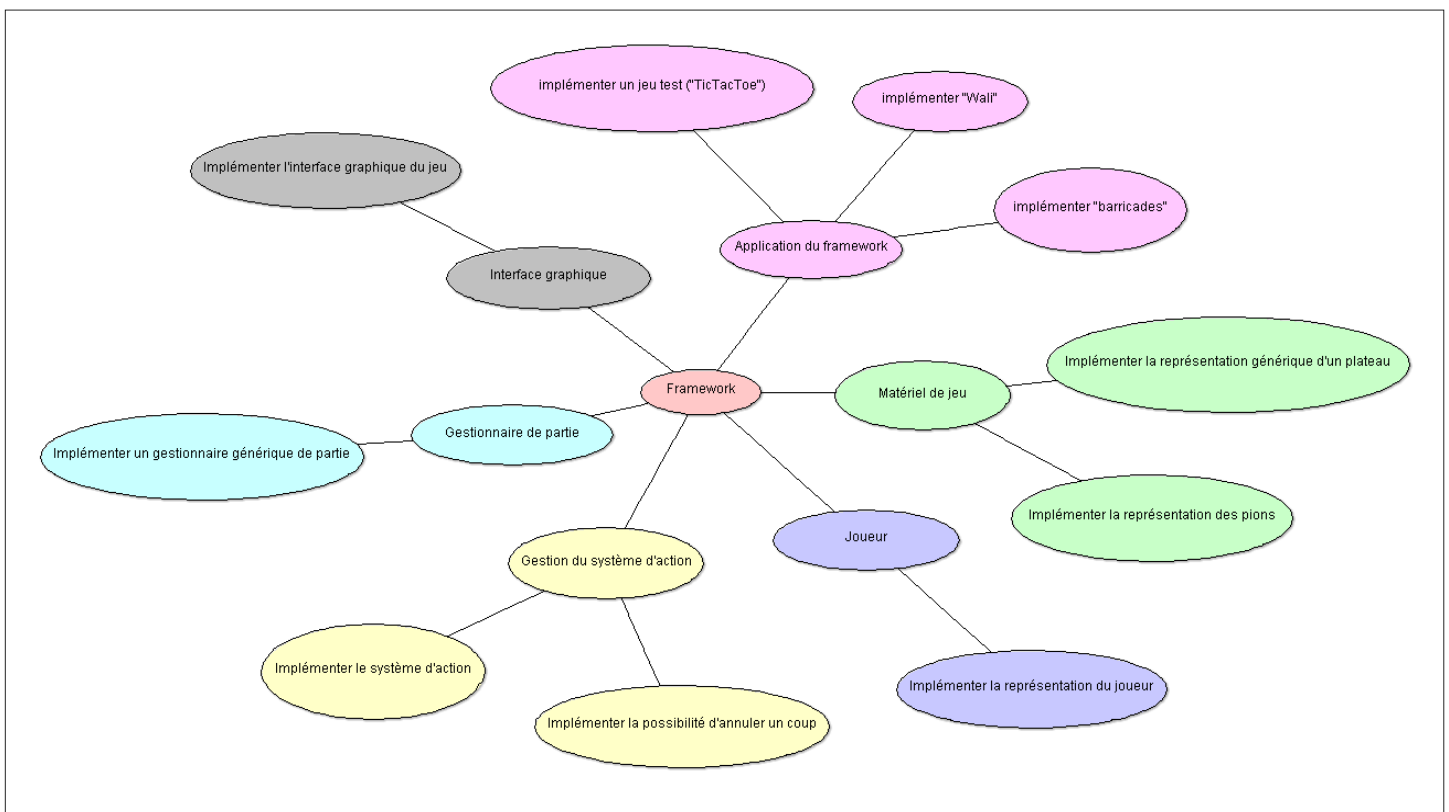 implémenter un jeu test ("TicTacToe")
implémenter "Wali"
Implémenter l'interface graphique du jeu
implémenter "barricades"
Application du framework
Interface graphique
Implémenter la représentation générique d'un plateau
Framework
Matériel de jeu
Gestionnaire de partie
Implémenter un gestionnaire générique de partie
Implémenter la représentation des pions
Joueur
Gestion du système d'action
Implémenter le système d'action
Implémenter la représentation du joueur
Implémenter la possibilité d'annuler un coup